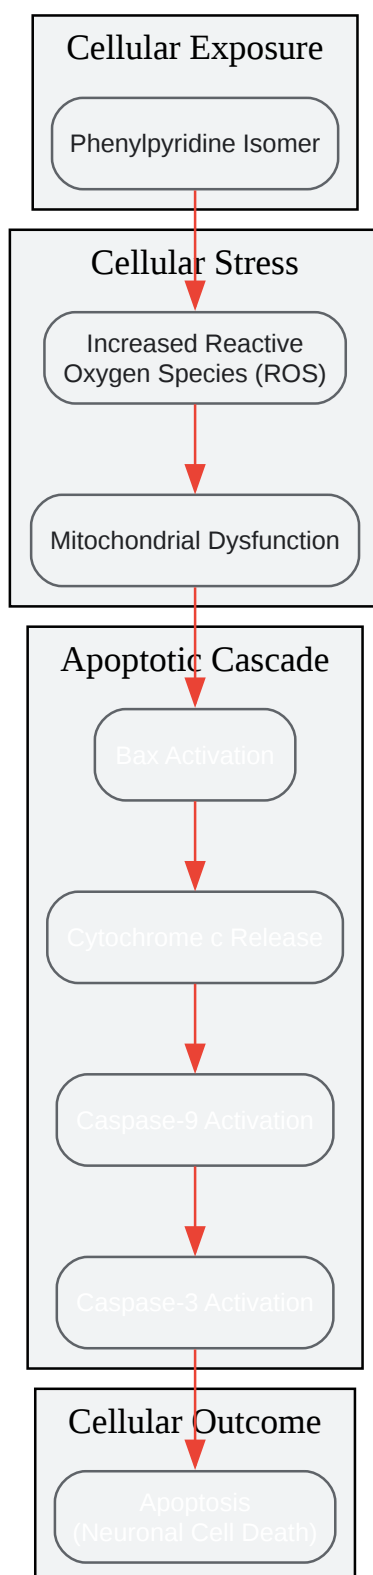 Cellular Exposure
Phenylpyridine Isomer
Cellular Stress
Increased Reactive
Oxygen Species (ROS)
Mitochondrial Dysfunction
Apoptotic Cascade
Bax Activation
Cytochrome c Release
Caspase-9 Activation
Caspase-3 Activation
Cellular Outcome
Apoptosis
(Neuronal Cell Death)